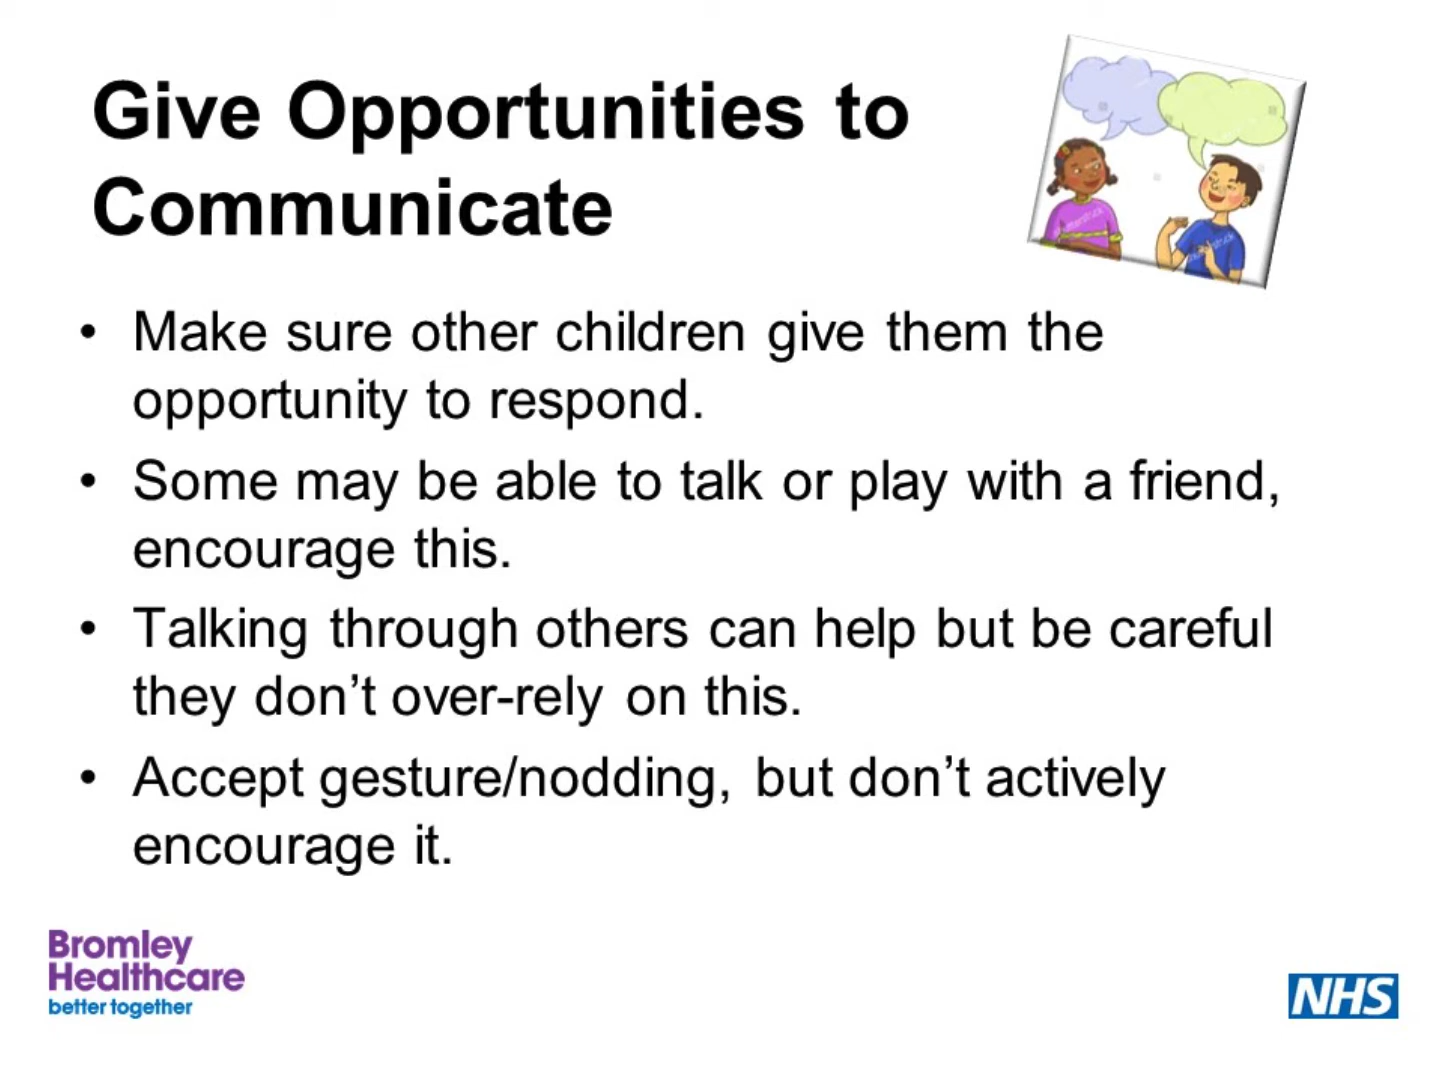 Give Opportunities to
Communicate
• Make sure other children give them the
opportunity to respond.
• Some may be able to talk or play with a friend,
encourage this.
• Talking through others can help but be careful
they don’t over-rely on this.
• Accept gesture/nodding, but don’t actively
encourage it.
Bromley
Healthcare
better together
NHS